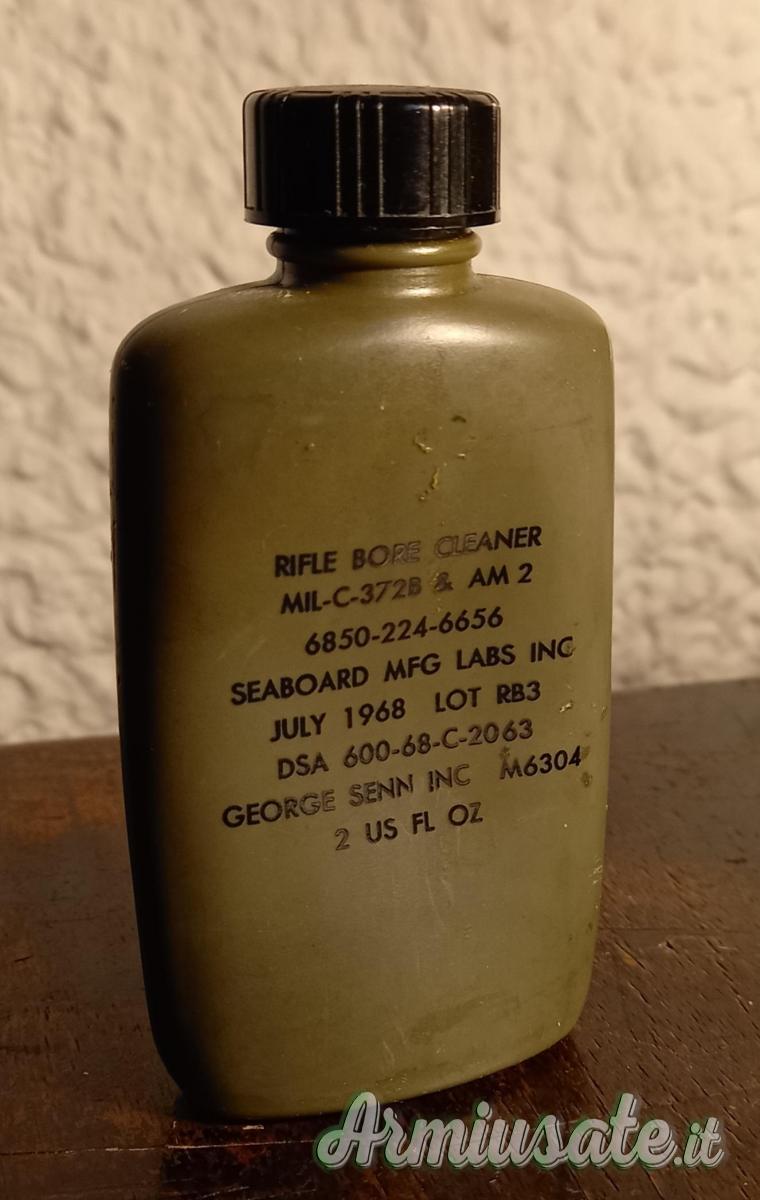 RIFLE BORE CLEANER
MIL-C-372B & AM 2
6850-224-6656
SEABOARD MFG LABS INC
JULY 1968 LOT RB3
DSA 600-68-C-2063
GEORGE SENN INC M6304
2 US FL OZ
Armiusate.it